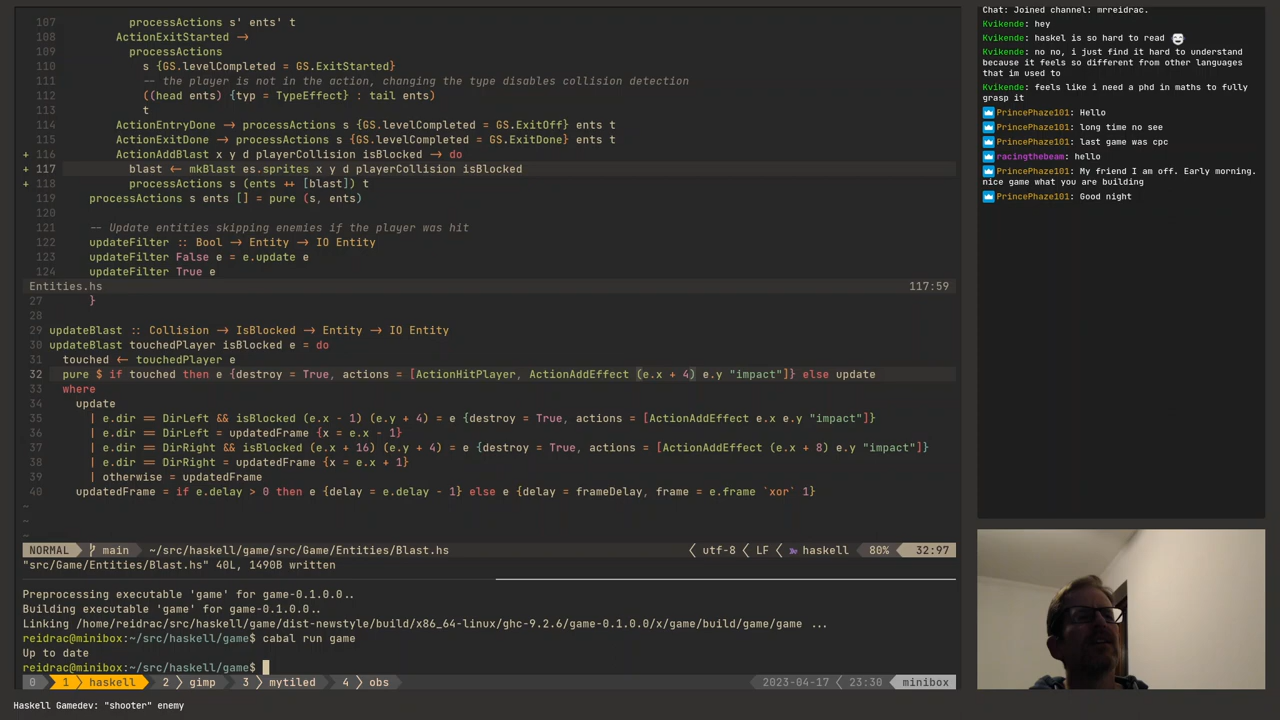 107 processActions s' ents' t
108 ActionExitStarted →
109 processActions
110 s {GS.levelCompleted = GS.ExitStarted}
111 -- the player is not in the action, changing the type disables collision detection
112 ((head ents) {typ = TypeEffect} : tail ents)
113 t
114 ActionEntryDone → processActions s {GS.levelCompleted = GS.ExitOff} ents t
115 ActionExitDone → processActions s {GS.levelCompleted = GS.ExitDone} ents t
+ 116 ActionAddBlast x y d playerCollision isBlocked → do
+ 117 blast ← mkBlast es.sprites x y d playerCollision isBlocked
+ 118 processActions s (ents ++ [blast]) t
119 processActions s ents [] = pure (s, ents)
120
121 -- Update entities skipping enemies if the player was hit
122 updateFilter :: Bool → Entity → IO Entity
123 updateFilter False e = e.update e
124 updateFilter True e
Entities.hs 117:59
27 }
28
29 updateBlast :: Collision → IsBlocked → Entity → IO Entity
30 updateBlast touchedPlayer isBlocked e = do
31 touched ← touchedPlayer e
32 pure $ if touched then e {destroy = True, actions = [ActionHitPlayer, ActionAddEffect (e.x + 4) e.y "impact"]} else update
33 where
34 update
35 | e.dir == DirLeft && isBlocked (e.x - 1) (e.y + 4) = e {destroy = True, actions = [ActionAddEffect e.x e.y "impact"]}
36 | e.dir == DirLeft = updatedFrame {x = e.x - 1}
37 | e.dir == DirRight && isBlocked (e.x + 16) (e.y + 4) = e {destroy = True, actions = [ActionAddEffect (e.x + 8) e.y "impact"]}
38 | e.dir == DirRight = updatedFrame {x = e.x + 1}
39 | otherwise = updatedFrame
40 updatedFrame = if e.delay > 0 then e {delay = e.delay - 1} else e {delay = frameDelay, frame = e.frame `xor` 1}
~
~
~
NORMAL main ~/src/haskell/game/src/Game/Entities/Blast.hs utf-8 LF haskell 80% 32:97
"src/Game/Entities/Blast.hs" 40L, 1490B written
Preprocessing executable 'game' for game-0.1.0.0..
Building executable 'game' for game-0.1.0.0..
Linking /home/reidrac/src/haskell/game/dist-newstyle/build/x86_64-linux/ghc-9.2.6/game-0.1.0.0/x/game/build/game/game ...
reidrac@minibox:~/src/haskell/game$ cabal run game
Up to date
reidrac@minibox:~/src/haskell/game$
0 1 haskell 2 gimp 3 mytiled 4 obs 2023-04-17 23:30 minibox
Haskell Gamedev: "shooter" enemy
Chat: Joined channel: mrreidrac.
Kvikende: hey
Kvikende: haskel is so hard to read
Kvikende: no no, i just find it hard to understand
because it feels so different from other languages
that im used to
Kvikende: feels like i need a phd in maths to fully
grasp it
PrincePhaze101: Hello
PrincePhaze101: long time no see
PrincePhaze101: last game was cpc
racingthebeam: hello
PrincePhaze101: My friend I am off. Early morning.
nice game what you are building
PrincePhaze101: Good night